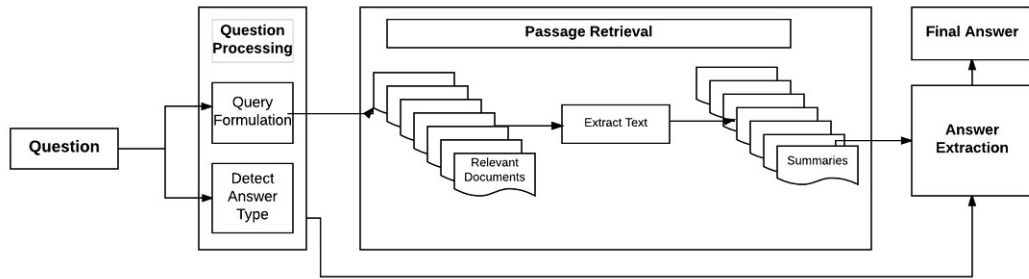 Question
Question
Processing
Query
Formulation
Detect
Answer
Type
Passage Retrieval
Relevant
Documents
Extract Text
Summaries
Final Answer
Answer
Extraction